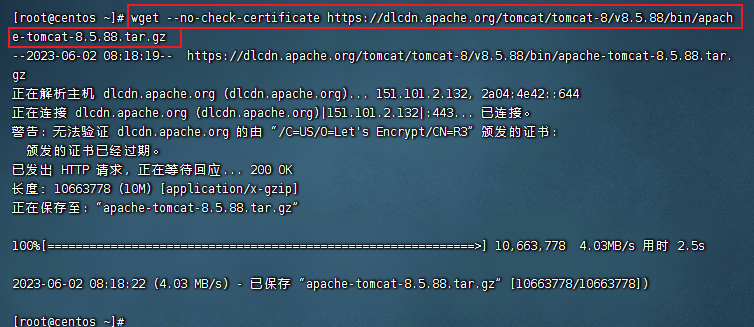 [root@centos ~]# wget --no-check-certificate https://dlcdn.apache.org/tomcat/tomcat-8/v8.5.88/bin/apach
e-tomcat-8.5.88.tar.gz
--2023-06-02 08:18:19--  https://dlcdn.apache.org/tomcat/tomcat-8/v8.5.88/bin/apache-tomcat-8.5.88.tar.
gz
正在解析主机 dlcdn.apache.org (dlcdn.apache.org)... 151.101.2.132, 2a04:4e42::644
正在连接 dlcdn.apache.org (dlcdn.apache.org)|151.101.2.132|:443... 已连接。
警告: 无法验证 dlcdn.apache.org 的由 “/C=US/O=Let's Encrypt/CN=R3” 颁发的证书:
  颁发的证书已经过期。
已发出 HTTP 请求，正在等待回应... 200 OK
长度: 10663778 (10M) [application/x-gzip]
正在保存至: “apache-tomcat-8.5.88.tar.gz”
100%[=============================================================>] 10,663,778  4.03MB/s 用时 2.5s
2023-06-02 08:18:22 (4.03 MB/s) - 已保存 “apache-tomcat-8.5.88.tar.gz” [10663778/10663778])
[root@centos ~]#